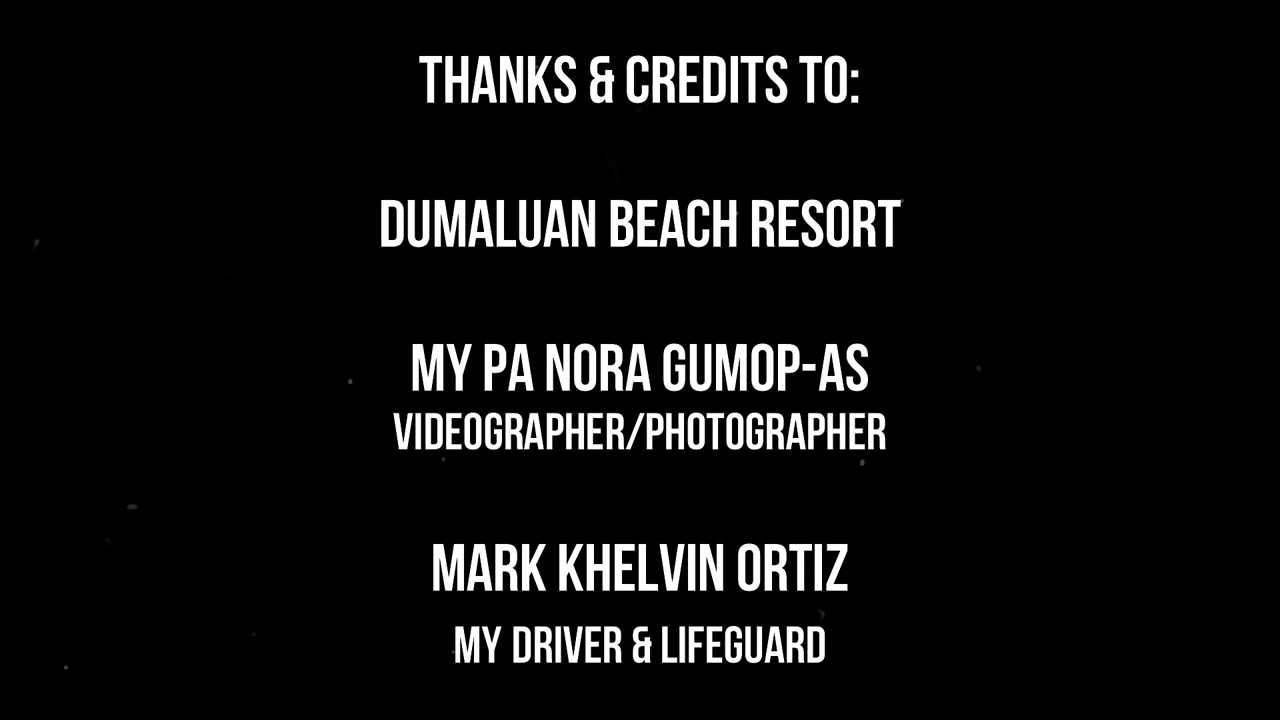 THANKS & CREDITS TO:
DUMALUAN BEACH RESORT
MY PA NORA GUMOP-AS
VIDEOGRAPHER/PHOTOGRAPHER
MARK KHELVIN ORTIZ
MY DRIVER & LIFEGUARD